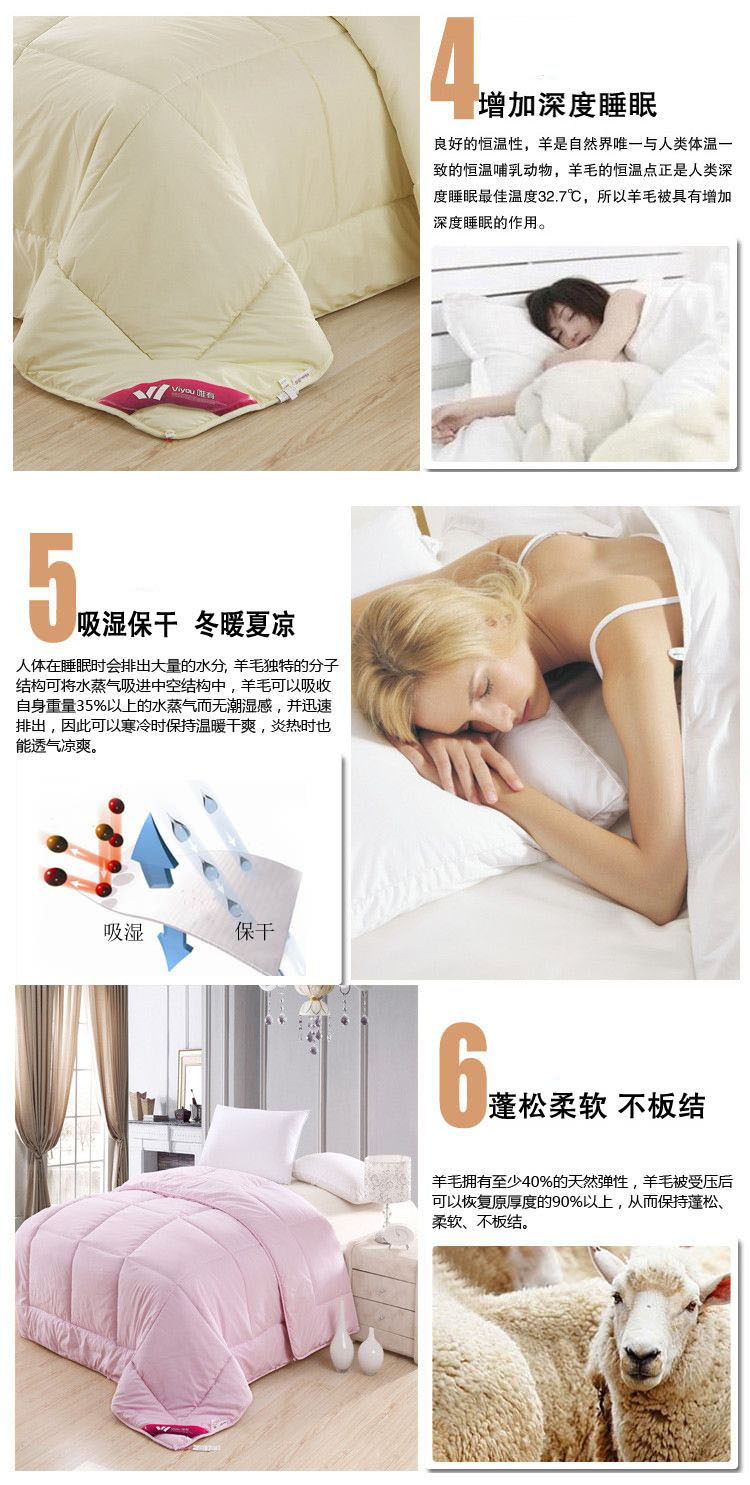 4
增加深度睡眠
良好的恒温性，羊是自然界唯一与人类体温一
致的恒温哺乳动物，羊毛的恒温点正是人类深
度睡眠最佳温度32.7℃，所以羊毛被具有增加
深度睡眠的作用。
Viyou 唯有
5
吸湿保干 冬暖夏凉
人体在睡眠时会排出大量的水分, 羊毛独特的分子
结构可将水蒸气吸进中空结构中，羊毛可以吸收
自身重量35%以上的水蒸气而无潮湿感，并迅速
排出，因此可以寒冷时保持温暖干爽，炎热时也
能透气凉爽。
吸湿
保干
6
蓬松柔软 不板结
羊毛拥有至少40%的天然弹性，羊毛被受压后
可以恢复原厚度的90%以上，从而保持蓬松、
柔软、不板结。